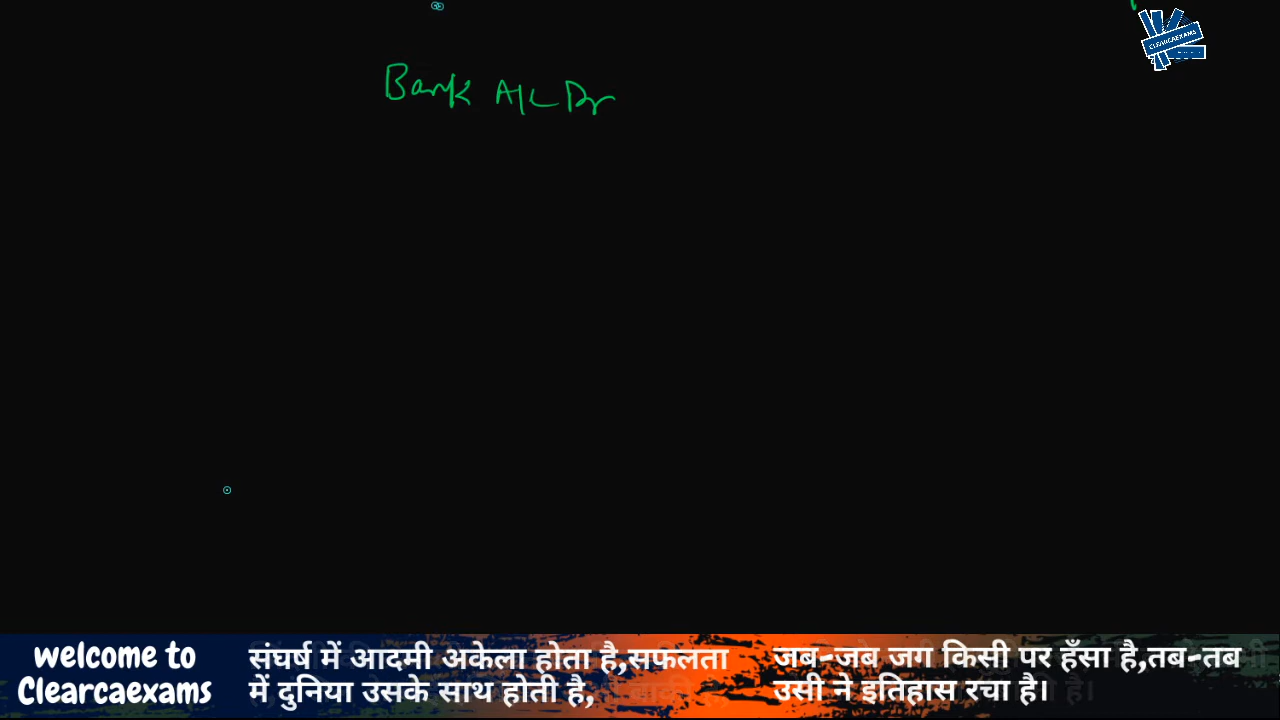 CLEARCAEXAMS
Bank A/C Dr
welcome to
Clearcaexams
संघर्ष में आदमी अकेला होता है,सफलता
में दुनिया उसके साथ होती है,
जब-जब जग किसी पर हँसा है,तब-तब
उसी ने इतिहास रचा है।